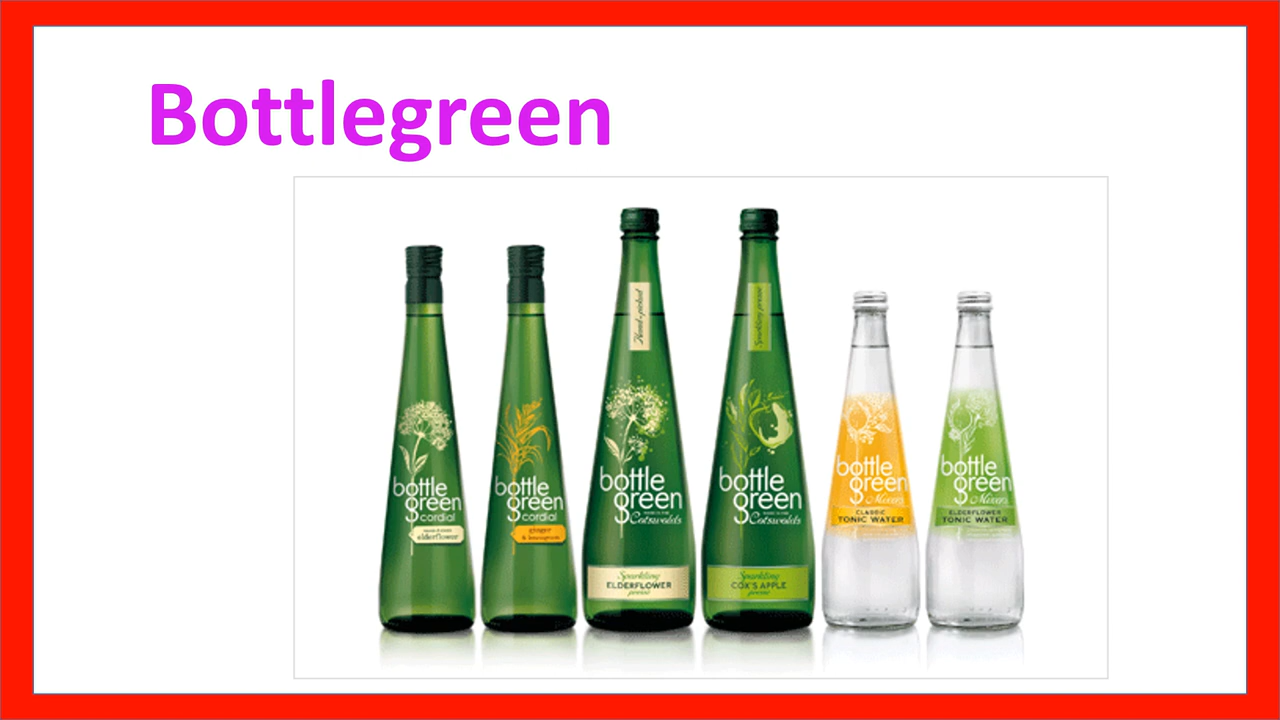 Bottlegreen
bottle
green
cordial
elderflower
bottle
green
cordial
ginger
& lemongrass
Hand-picked
bottle
green
Cotswolds
Sparkling
ELDERFLOWER
presse
Sparkling presse
bottle
green
Cotswolds
Sparkling
COX'S APPLE
presse
bottle
green
Mixers
CLASSIC
TONIC WATER
bottle
green
Mixers
ELDERFLOWER
TONIC WATER